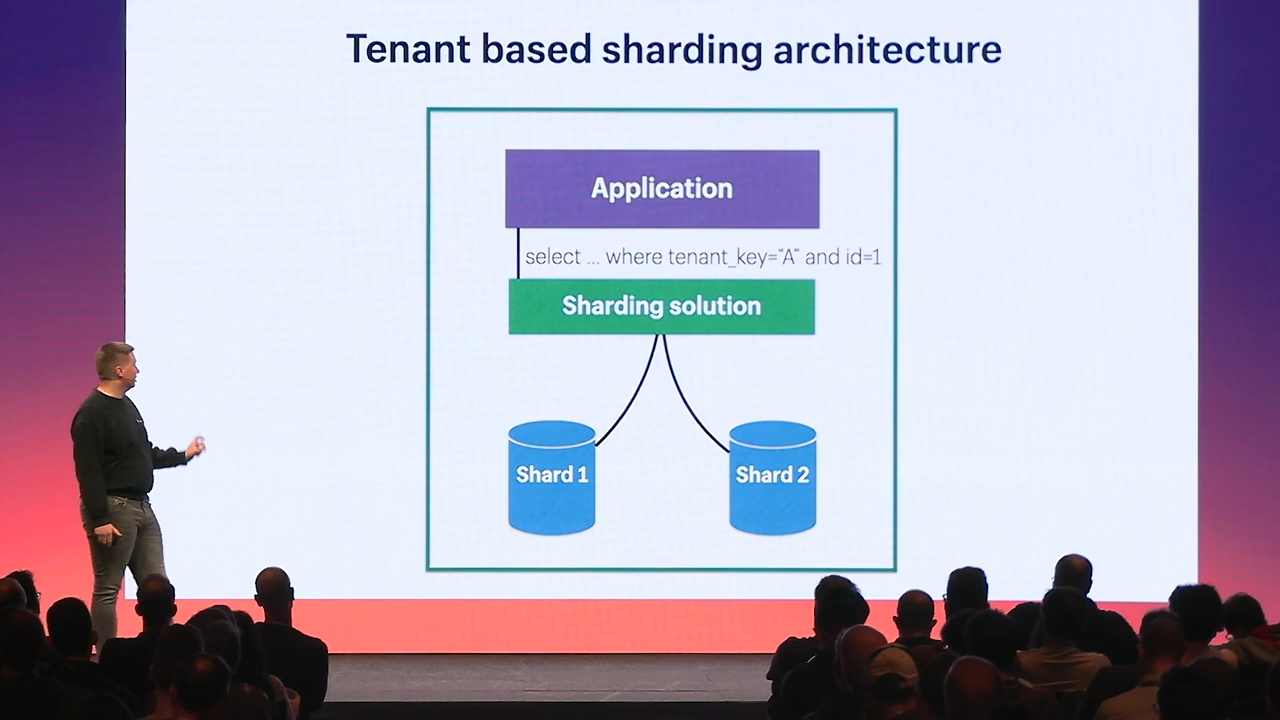 Tenant based sharding architecture
Application
select ... where tenant_key="A" and id=1
Sharding solution
Shard 1
Shard 2